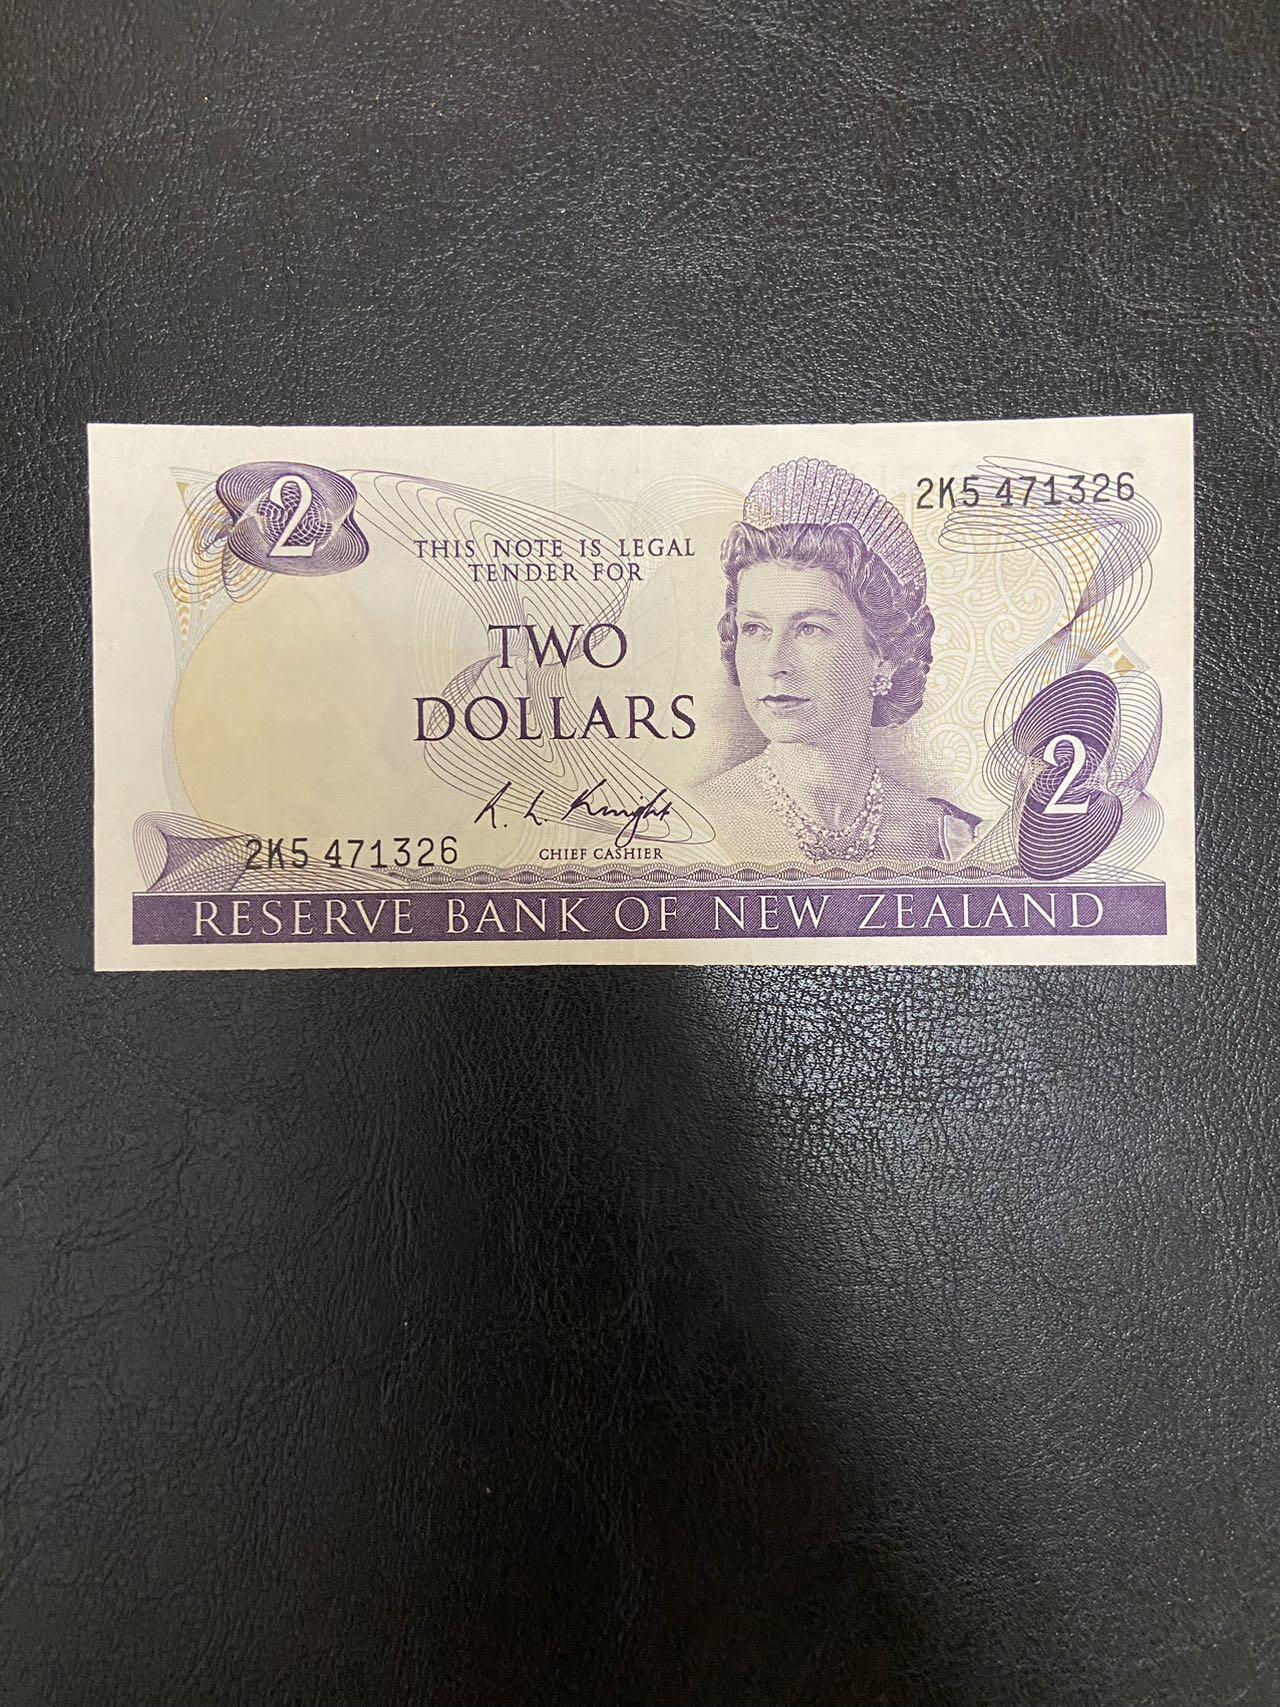 2
2K5 471326
THIS NOTE IS LEGAL
TENDER FOR
TWO
DOLLARS
K. L. Knight
CHIEF CASHIER
2
2K5 471326
RESERVE BANK OF NEW ZEALAND